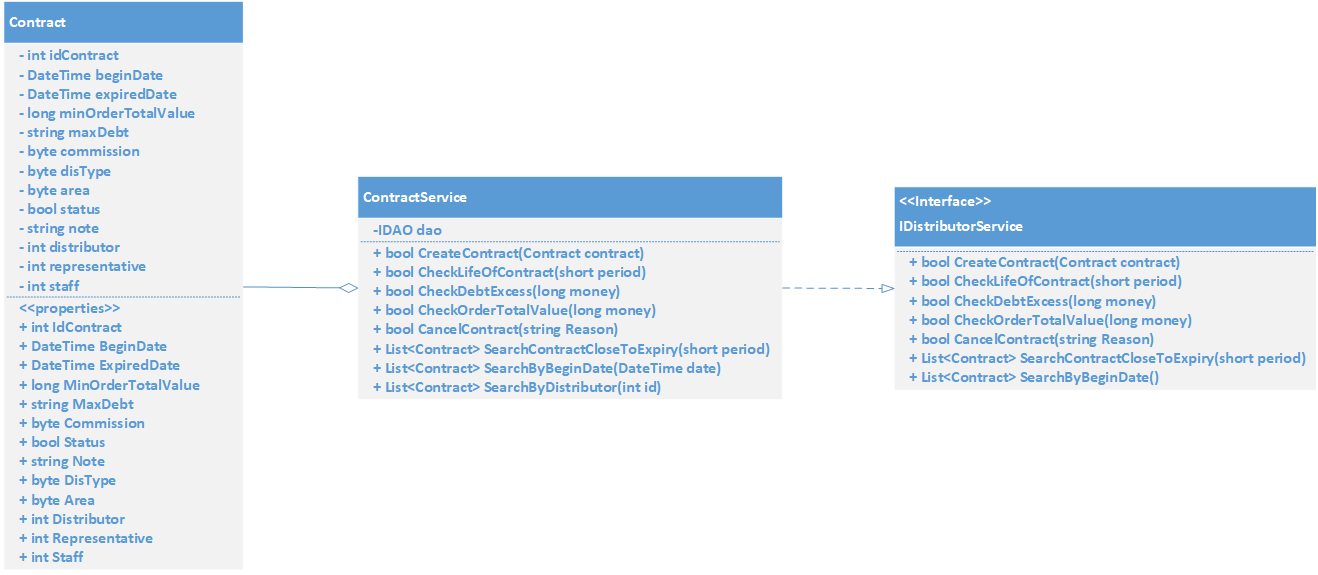 Contract
- int idContract
- DateTime beginDate
- DateTime expiredDate
- long minOrderTotalValue
- string maxDebt
- byte commission
- byte disType
- byte area
- bool status
- string note
- int distributor
- int representative
- int staff
<<properties>>
+ int IdContract
+ DateTime BeginDate
+ DateTime ExpiredDate
+ long MinOrderTotalValue
+ string MaxDebt
+ byte Commission
+ bool Status
+ string Note
+ byte DisType
+ byte Area
+ int Distributor
+ int Representative
+ int Staff
ContractService
-IDAO dao
+ bool CreateContract(Contract contract)
+ bool CheckLifeOfContract(short period)
+ bool CheckDebtExcess(long money)
+ bool CheckOrderTotalValue(long money)
+ bool CancelContract(string Reason)
+ List<Contract> SearchContractCloseToExpiry(short period)
+ List<Contract> SearchByBeginDate(DateTime date)
+ List<Contract> SearchByDistributor(int id)
<<Interface>>
IDistributorService
+ bool CreateContract(Contract contract)
+ bool CheckLifeOfContract(short period)
+ bool CheckDebtExcess(long money)
+ bool CheckOrderTotalValue(long money)
+ bool CancelContract(string Reason)
+ List<Contract> SearchContractCloseToExpiry(short period)
+ List<Contract> SearchByBeginDate()